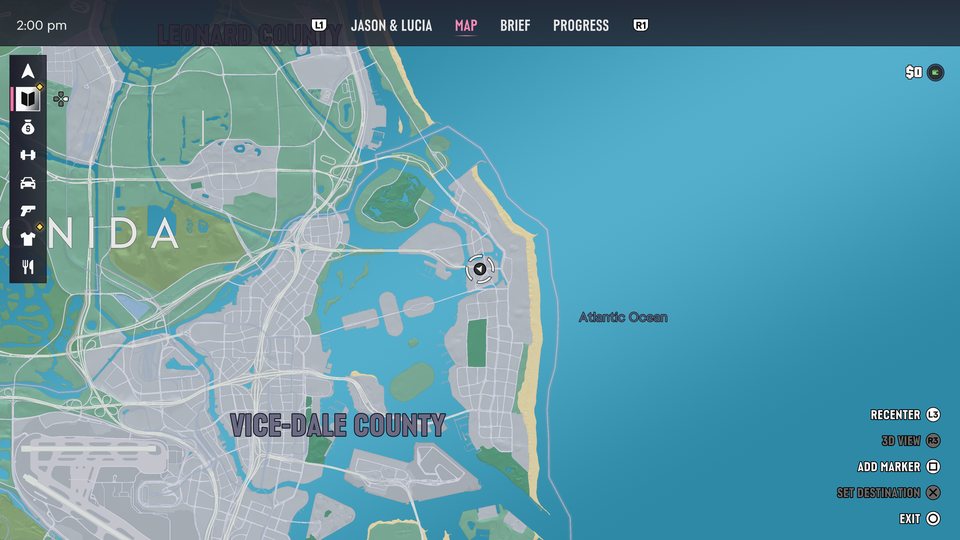 2:00 pm
L1 JASON & LUCIA MAP BRIEF PROGRESS R1
LEONARD COUNTY
$0
ONIDA
Atlantic Ocean
VICE-DALE COUNTY
RECENTER L3
3D VIEW R3
ADD MARKER
SET DESTINATION
EXIT